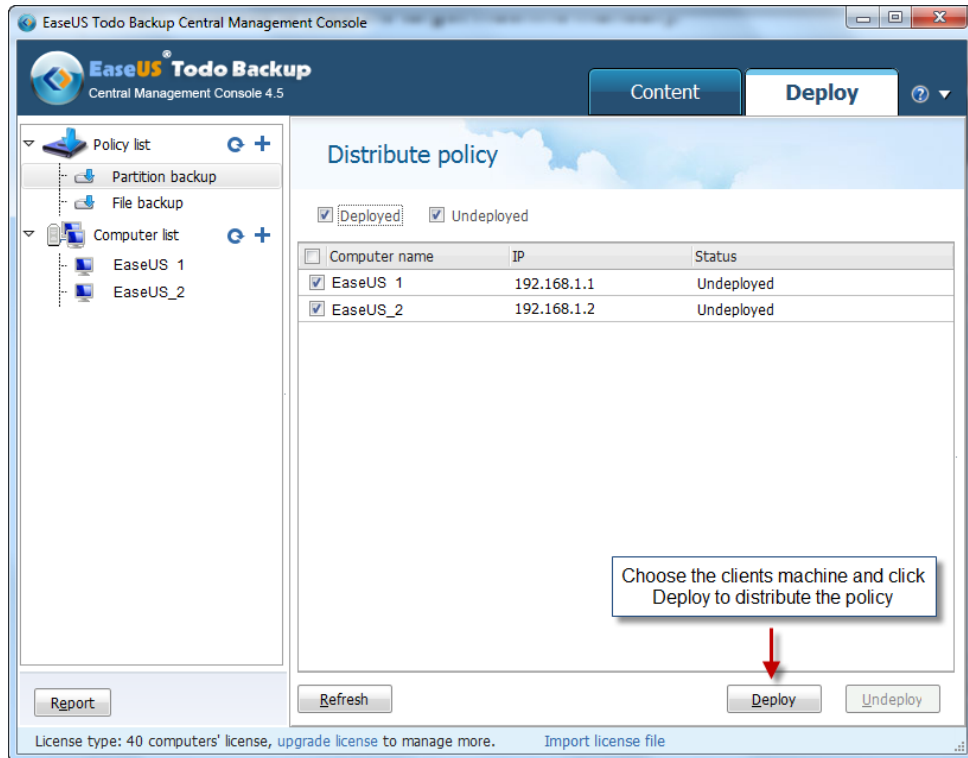 EaseUS Todo Backup Central Management Console
EaseUS® Todo Backup
Central Management Console 4.5
Content
Deploy
Policy list
Partition backup
File backup
Computer list
EaseUS 1
EaseUS_2
Distribute policy
Deployed Undeployed
Computer name IP Status
EaseUS 1 192.168.1.1 Undeployed
EaseUS_2 192.168.1.2 Undeployed
Choose the clients machine and click
Deploy to distribute the policy
Report
Refresh
Deploy
Undeploy
License type: 40 computers' license, upgrade license to manage more. Import license file